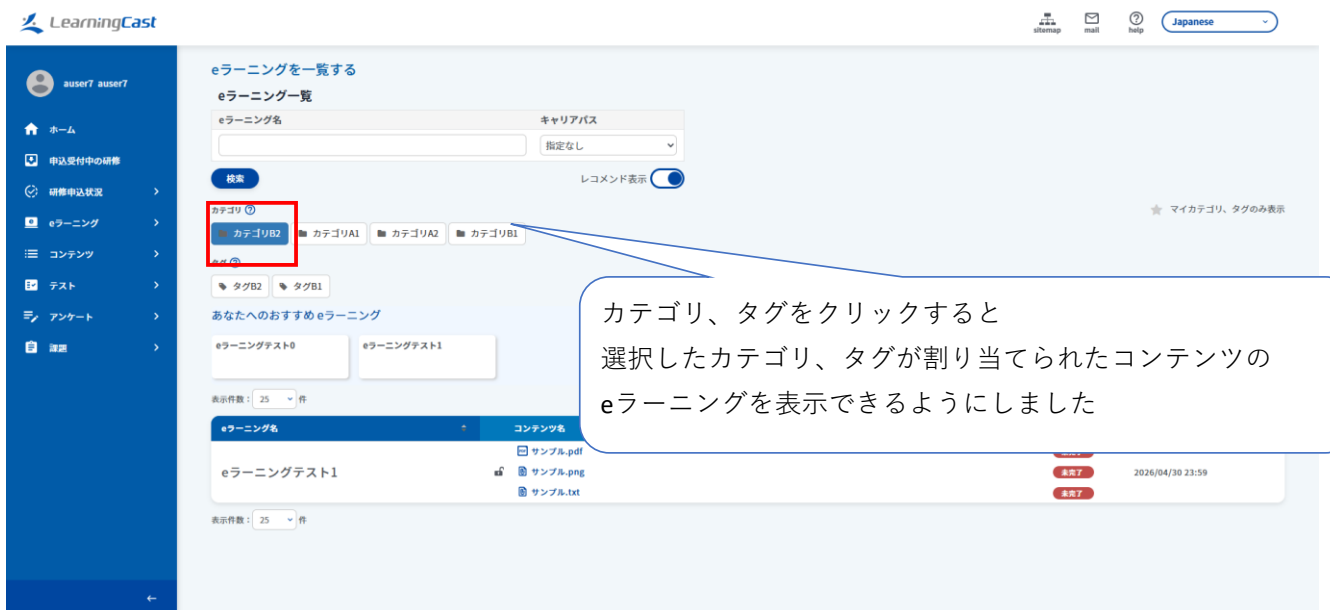 LearningCast
sitemap
mail
help
Japanese
auser7 auser7
ホーム
申込受付中の研修
研修申込状況
eラーニング
コンテンツ
テスト
アンケート
課題
eラーニングを一覧する
eラーニング一覧
eラーニング名
キャリアパス
指定なし
検索
レコメンド表示
カテゴリ
マイカテゴリ、タグのみ表示
カテゴリB2
カテゴリA1
カテゴリA2
カテゴリB1
タグ
タグB2
タグB1
あなたへのおすすめ eラーニング
eラーニングテスト0
eラーニングテスト1
カテゴリ、タグをクリックすると
選択したカテゴリ、タグが割り当てられたコンテンツの
eラーニングを表示できるようにしました
表示件数: 25 件
eラーニング名
コンテンツ名
eラーニングテスト1
サンプル.pdf
サンプル.png
サンプル.txt
未完了
未完了
2026/04/30 23:59
表示件数: 25 件